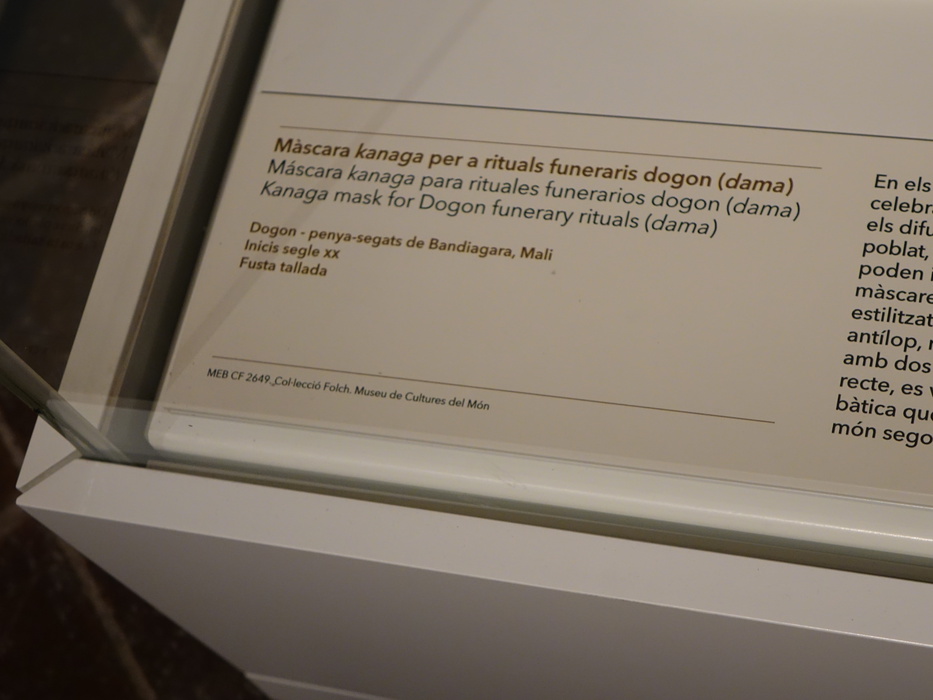 Màscara kanaga per a rituals funeraris dogon (dama)
Máscara kanaga para rituales funerarios dogon (dama)
Kanaga mask for Dogon funerary rituals (dama)
Dogon - penya-segats de Bandiagara, Mali
Inicis segle XX
Fusta tallada
MEB CF 2649. Col·lecció Folch. Museu de Cultures del Món
En els
celebr
els difu
poblat,
poden i
màscare
estilitzat
antílop, r
amb dos
recte, es v
bàtica que
món sego